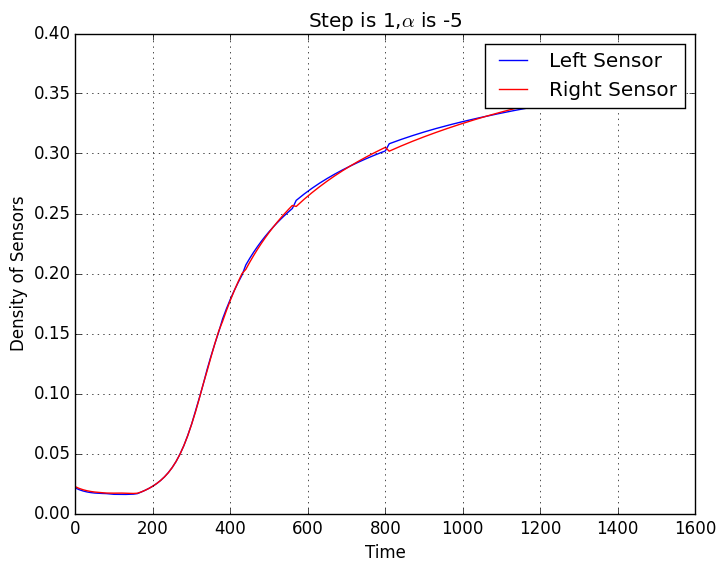 Step is 1,α is -5
Left Sensor
Right Sensor
Density of Sensors
0.40
0.35
0.30
0.25
0.20
0.15
0.10
0.05
0.00
0 200 400 600 800 1000 1200 1400 1600
Time